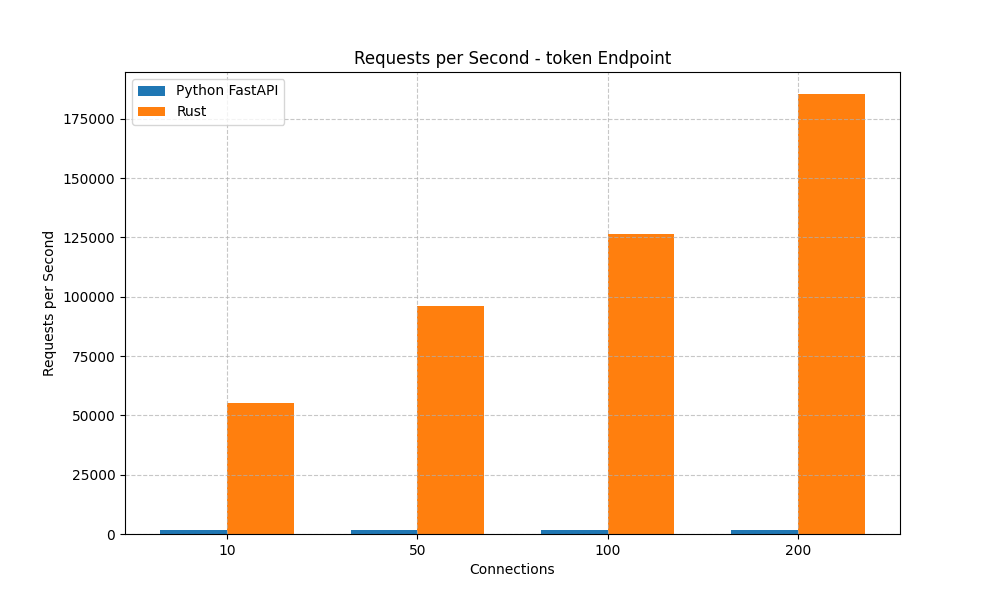 Requests per Second - token Endpoint
Python FastAPI
Rust
175000
150000
125000
100000
75000
50000
25000
0
Requests per Second
10
50
100
200
Connections